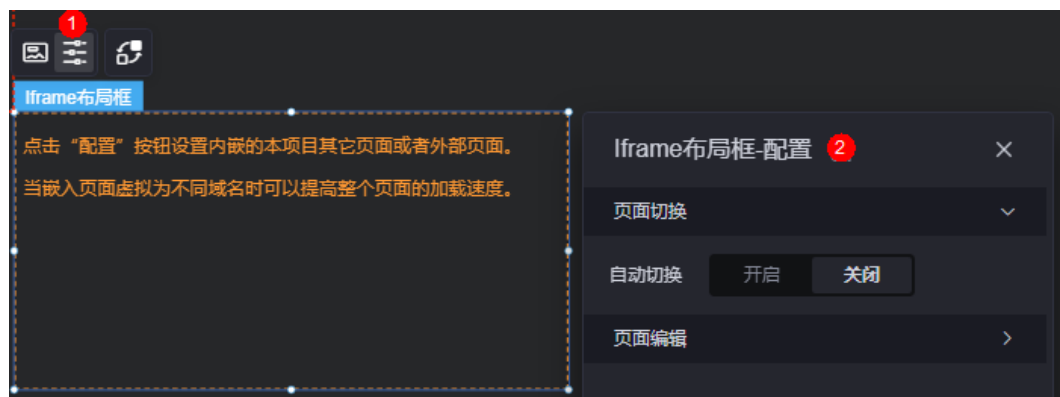 1
Iframe布局框
点击“配置”按钮设置内嵌的本项目其它页面或者外部页面。
当嵌入页面虚拟为不同域名时可以提高整个页面的加载速度。
Iframe布局框-配置 2
页面切换
自动切换 开启 关闭
页面编辑